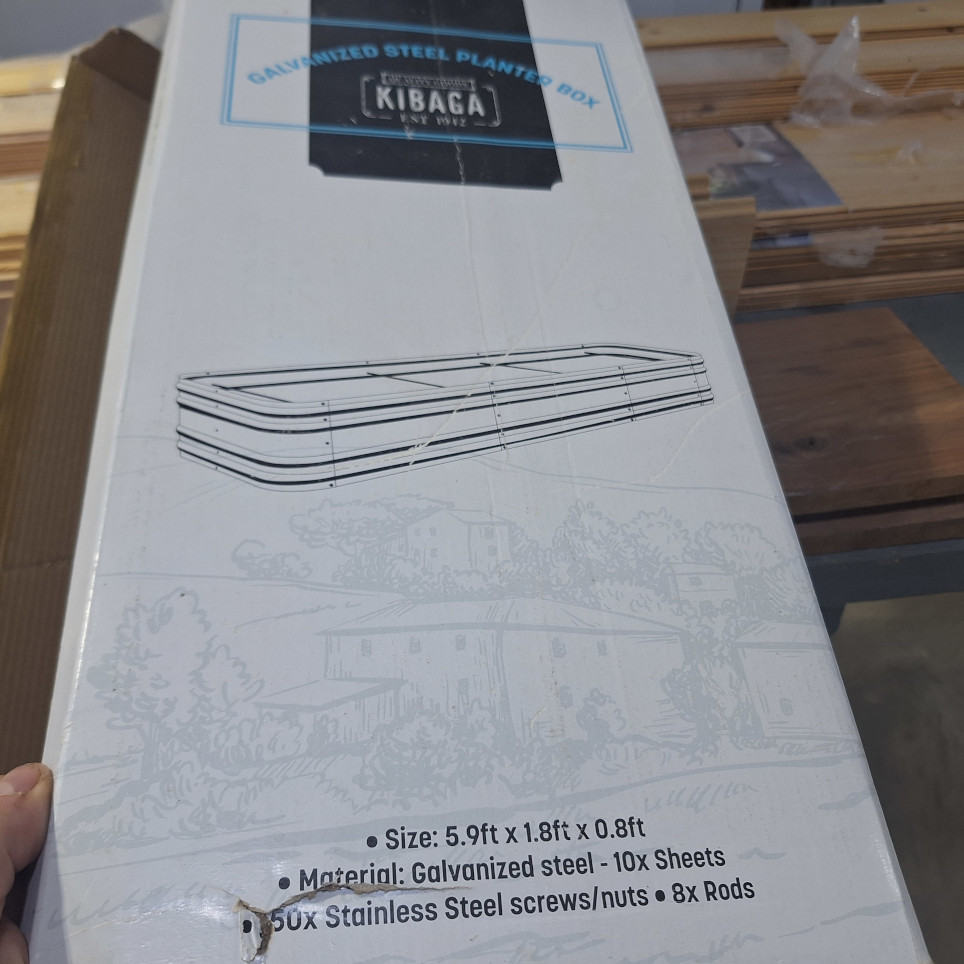 GALVANIZED STEEL PLANTER BOX
KIBAGA
EST 1942
• Size: 5.9ft x 1.8ft x 0.8ft
• Material: Galvanized steel - 10x Sheets
• 50x Stainless Steel screws/nuts • 8x Rods